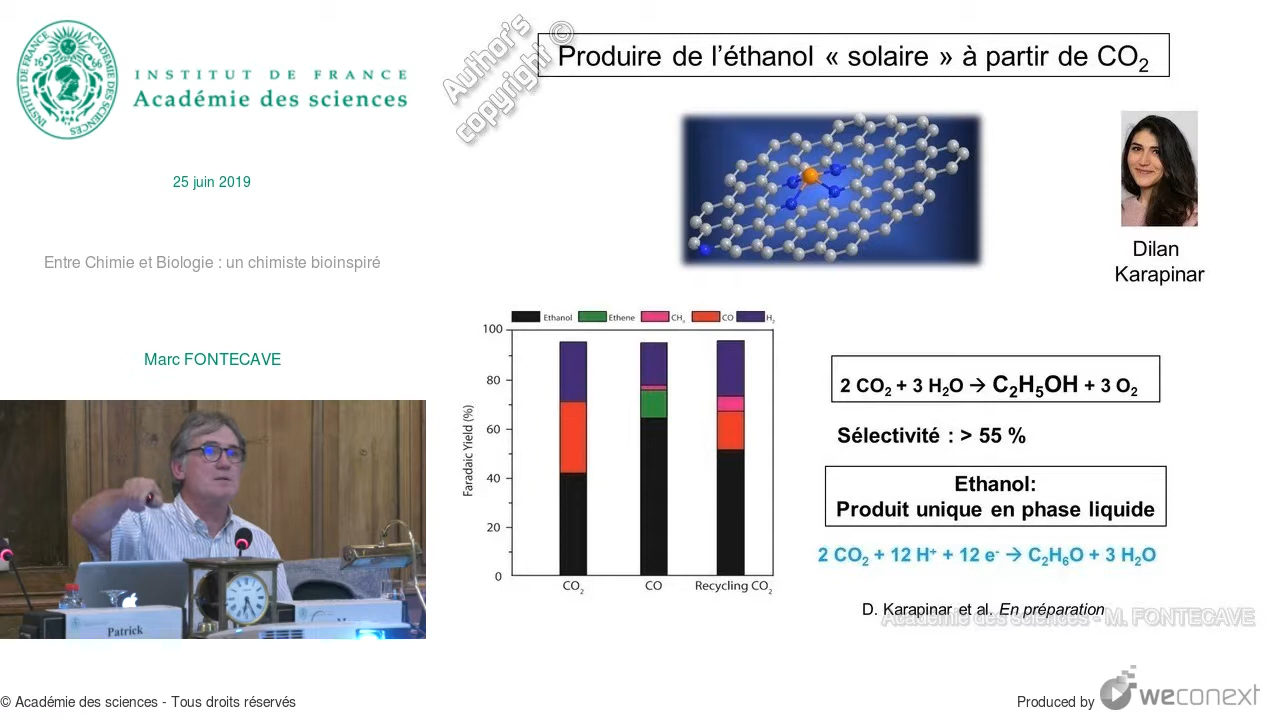 INSTITUT DE FRANCE
Académie des sciences
25 juin 2019
Entre Chimie et Biologie : un chimiste bioinspiré
Marc FONTECAVE
Patrick
Author's
copyright ©
Produire de l'éthanol « solaire » à partir de CO2
Dilan
Karapinar
Ethanol Ethene CH4 CO H2
Faradaic Yield (%)
100
80
60
40
20
0
CO2 CO Recycling CO2
2 CO2 + 3 H2O → C2H5OH + 3 O2
Sélectivité : > 55 %
Ethanol:
Produit unique en phase liquide
2 CO2 + 12 H+ + 12 e- → C2H6O + 3 H2O
D. Karapinar et al. En préparation
Académie des sciences - M. FONTECAVE
© Académie des sciences - Tous droits réservés
Produced by weconext